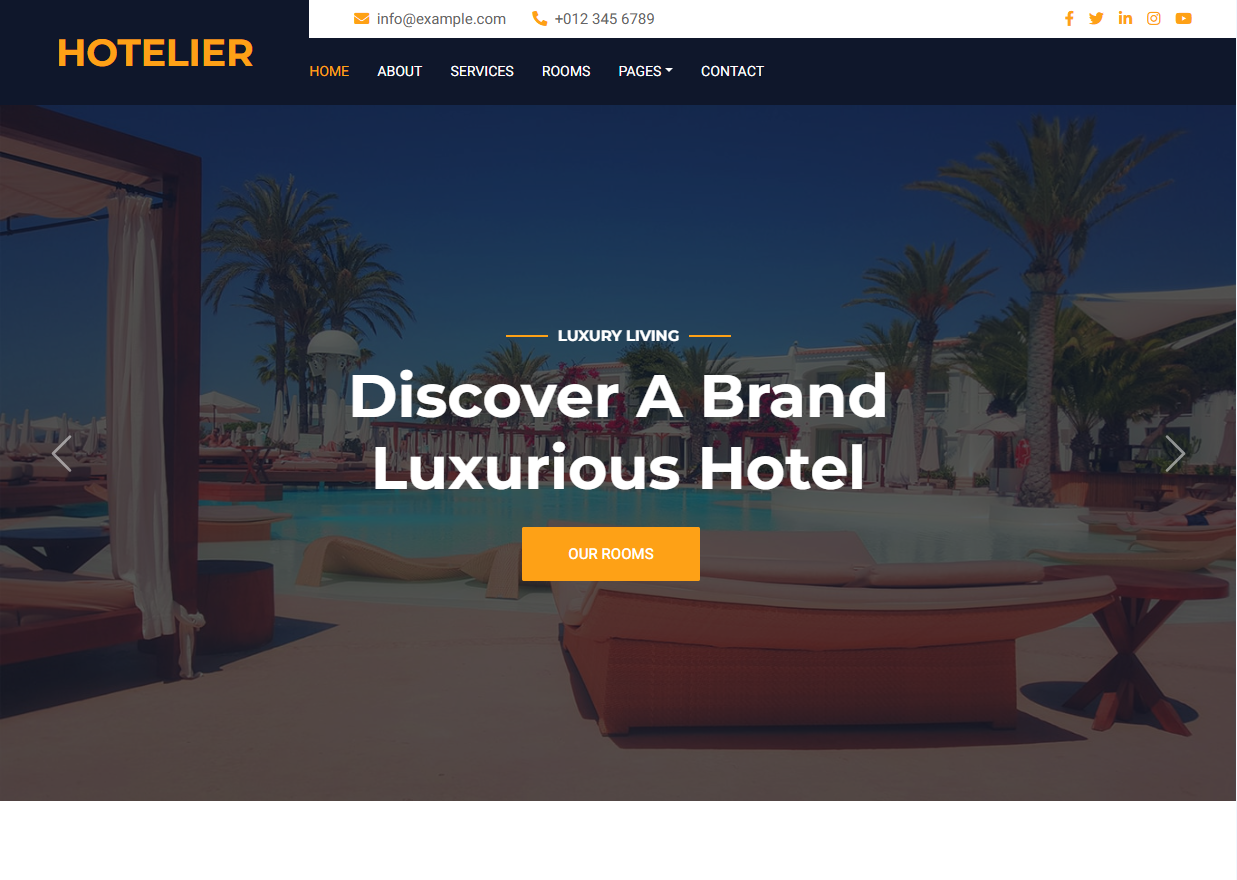 HOTELIER
info@example.com +012 345 6789
HOME ABOUT SERVICES ROOMS PAGES CONTACT
LUXURY LIVING
Discover A Brand
Luxurious Hotel
OUR ROOMS